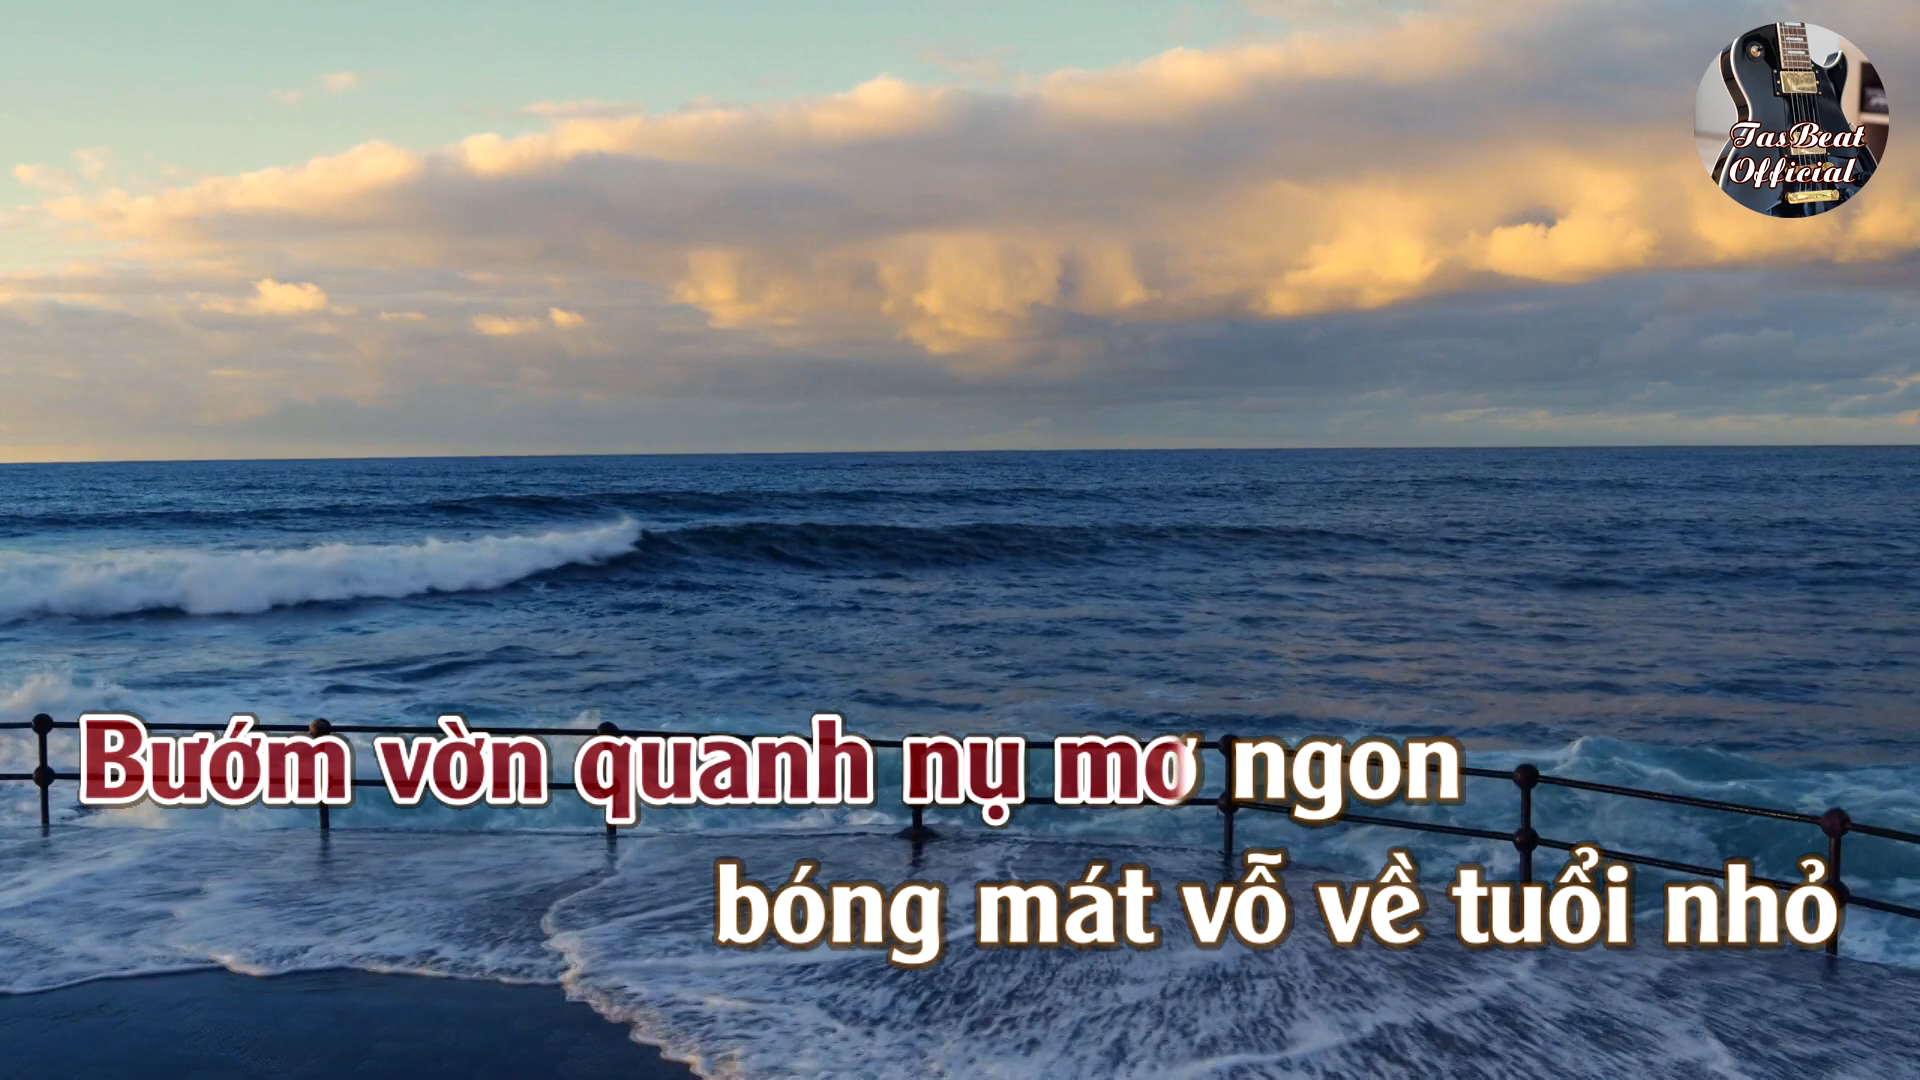 TasBeat
Official
Bướm vờn quanh nụ mơ ngon
bóng mát vỗ về tuổi nhỏ